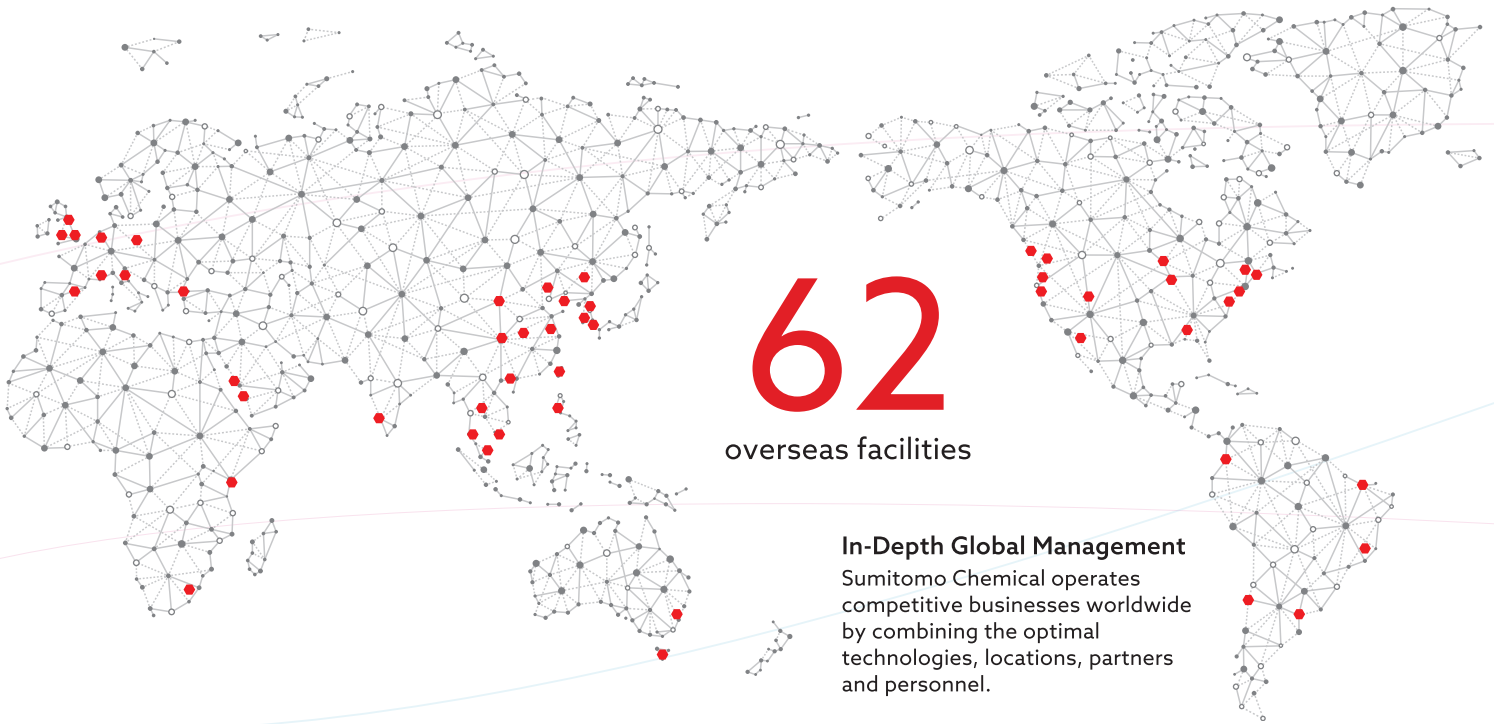 62
overseas facilities
In-Depth Global Management
Sumitomo Chemical operates
competitive businesses worldwide
by combining the optimal
technologies, locations, partners
and personnel.